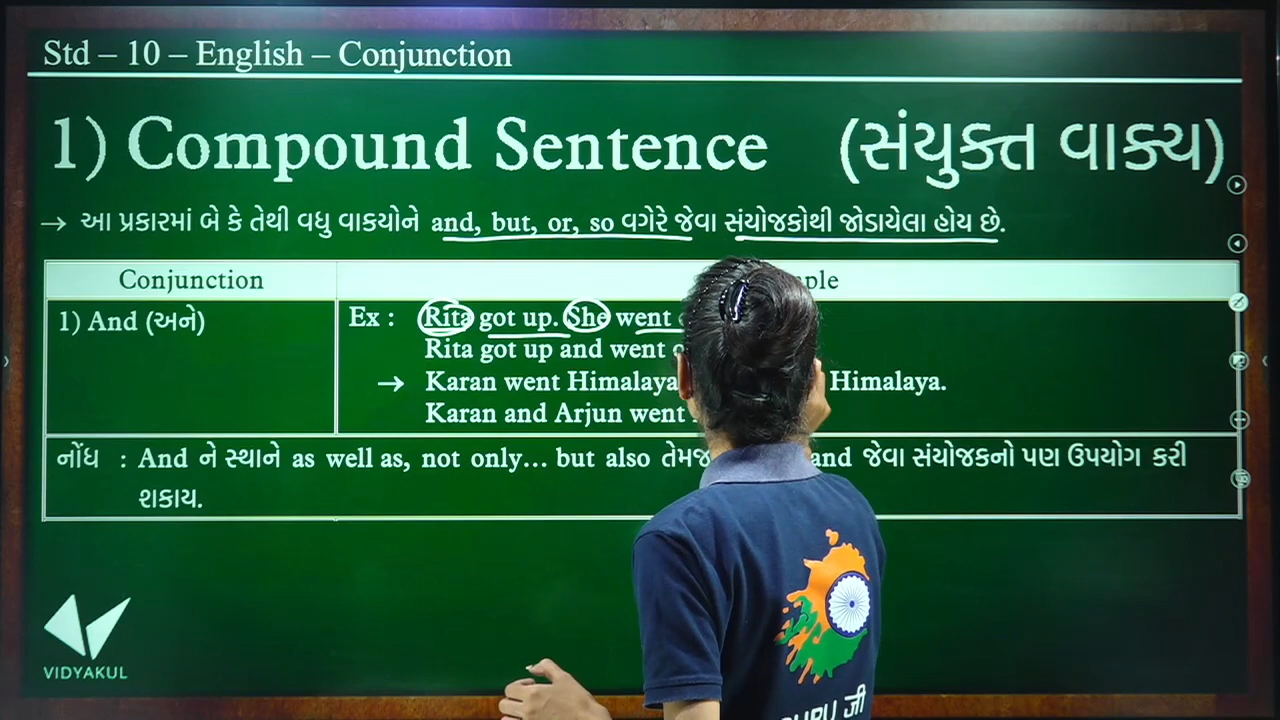 Std – 10 – English – Conjunction
1) Compound Sentence (સંયુક્ત વાક્ય)
→ આ પ્રકારમાં બે કે તેથી વધુ વાકયોને and, but, or, so વગેરે જેવા સંયોજકોથી જોડાયેલા હોય છે.
Conjunction
1) And (અને)
Ex : Rita got up. She went
Rita got up and went
→ Karan went Himalaya Himalaya.
Karan and Arjun went
નોંધ : And ને સ્થાને as well as, not only... but also and જેવા સંયોજકનો પણ ઉપયોગ કરી
શકાય.
VIDYAKUL
जी